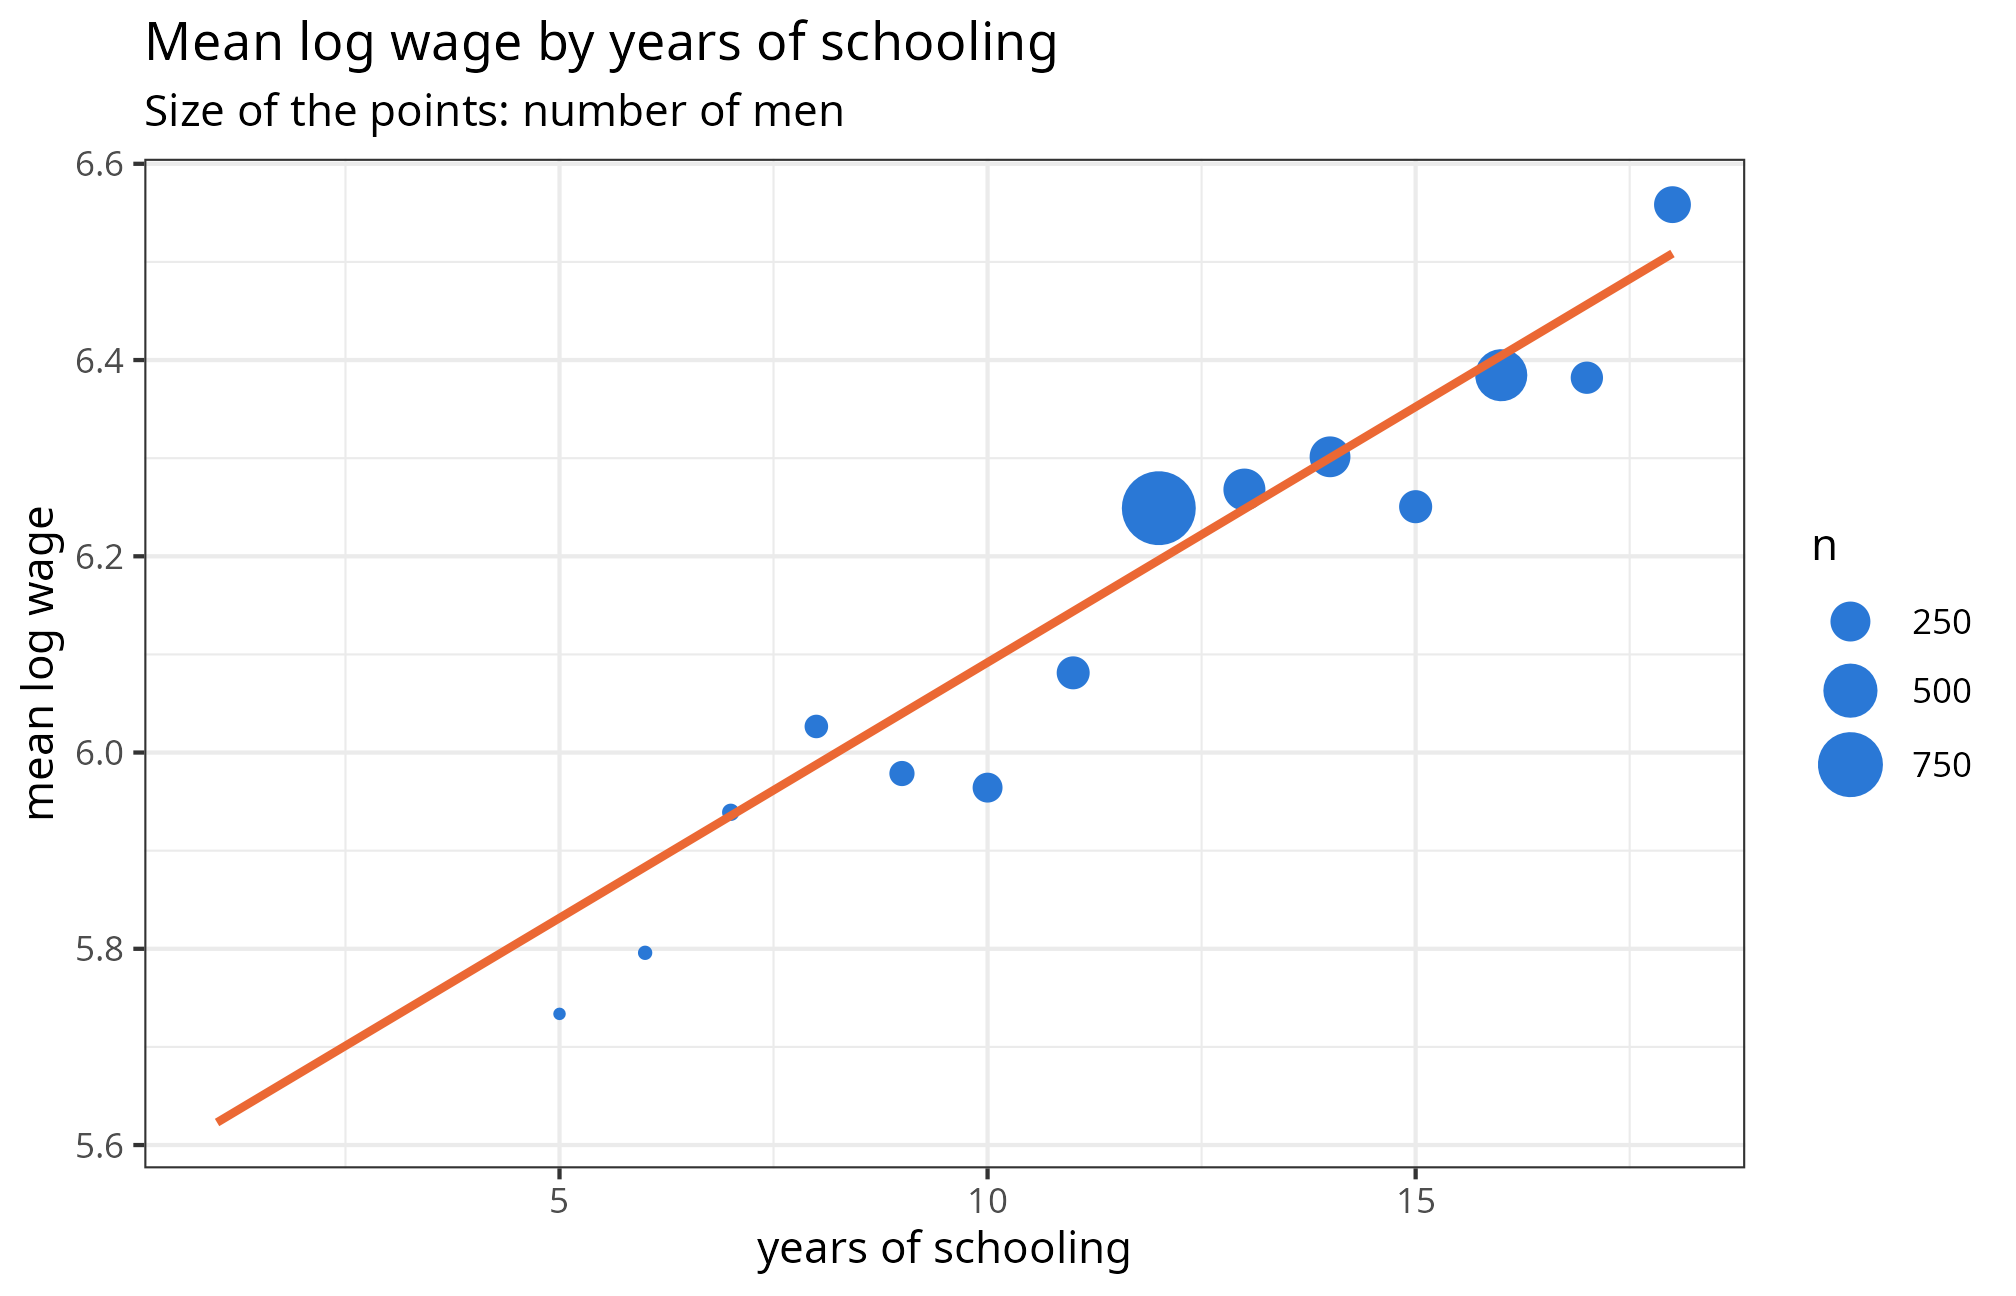 Mean log wage by years of schooling
Size of the points: number of men
6.6
6.4
6.2
6.0
5.8
5.6
mean log wage
5
10
15
years of schooling
n
250
500
750